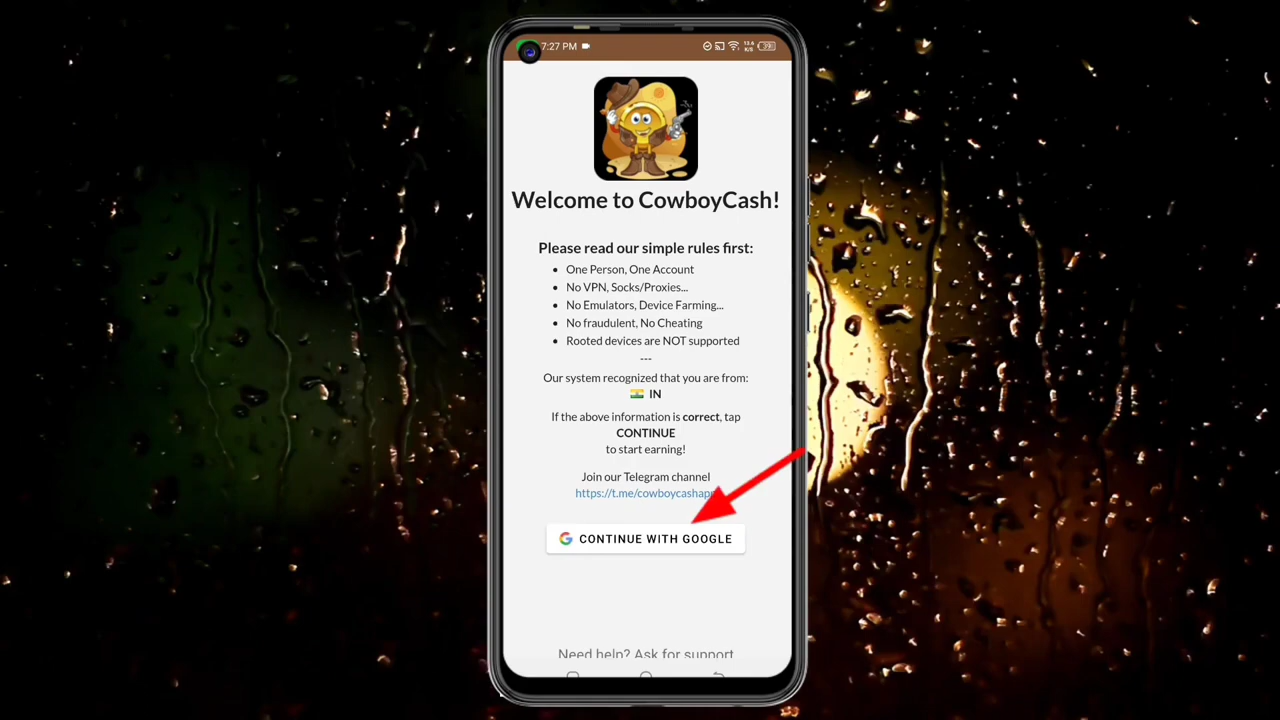 7:27 PM
13.6
K/S
Welcome to CowboyCash!
Please read our simple rules first:
• One Person, One Account
• No VPN, Socks/Proxies...
• No Emulators, Device Farming...
• No fraudulent, No Cheating
• Rooted devices are NOT supported
---
Our system recognized that you are from:
IN
If the above information is correct, tap
CONTINUE
to start earning!
Join our Telegram channel
https://t.me/cowboycashapp
CONTINUE WITH GOOGLE
Need help? Ask for support